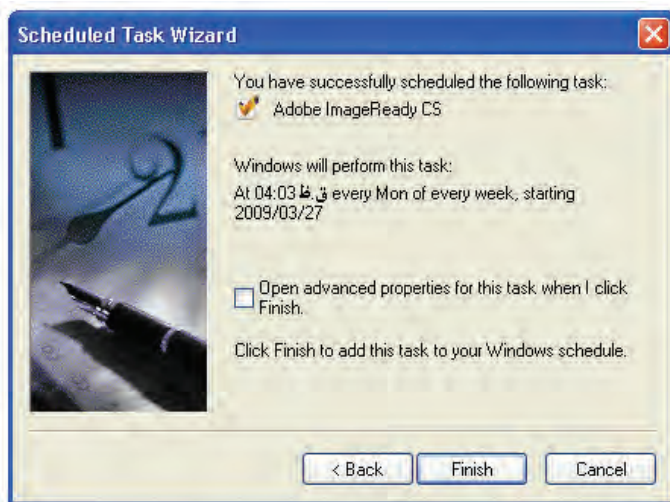 Scheduled Task Wizard
You have successfully scheduled the following task:
Adobe ImageReady CS
Windows will perform this task:
At 04:03 ق.ظ every Mon of every week, starting
2009/03/27
Open advanced properties for this task when I click
Finish.
Click Finish to add this task to your Windows schedule.
< Back
Finish
Cancel